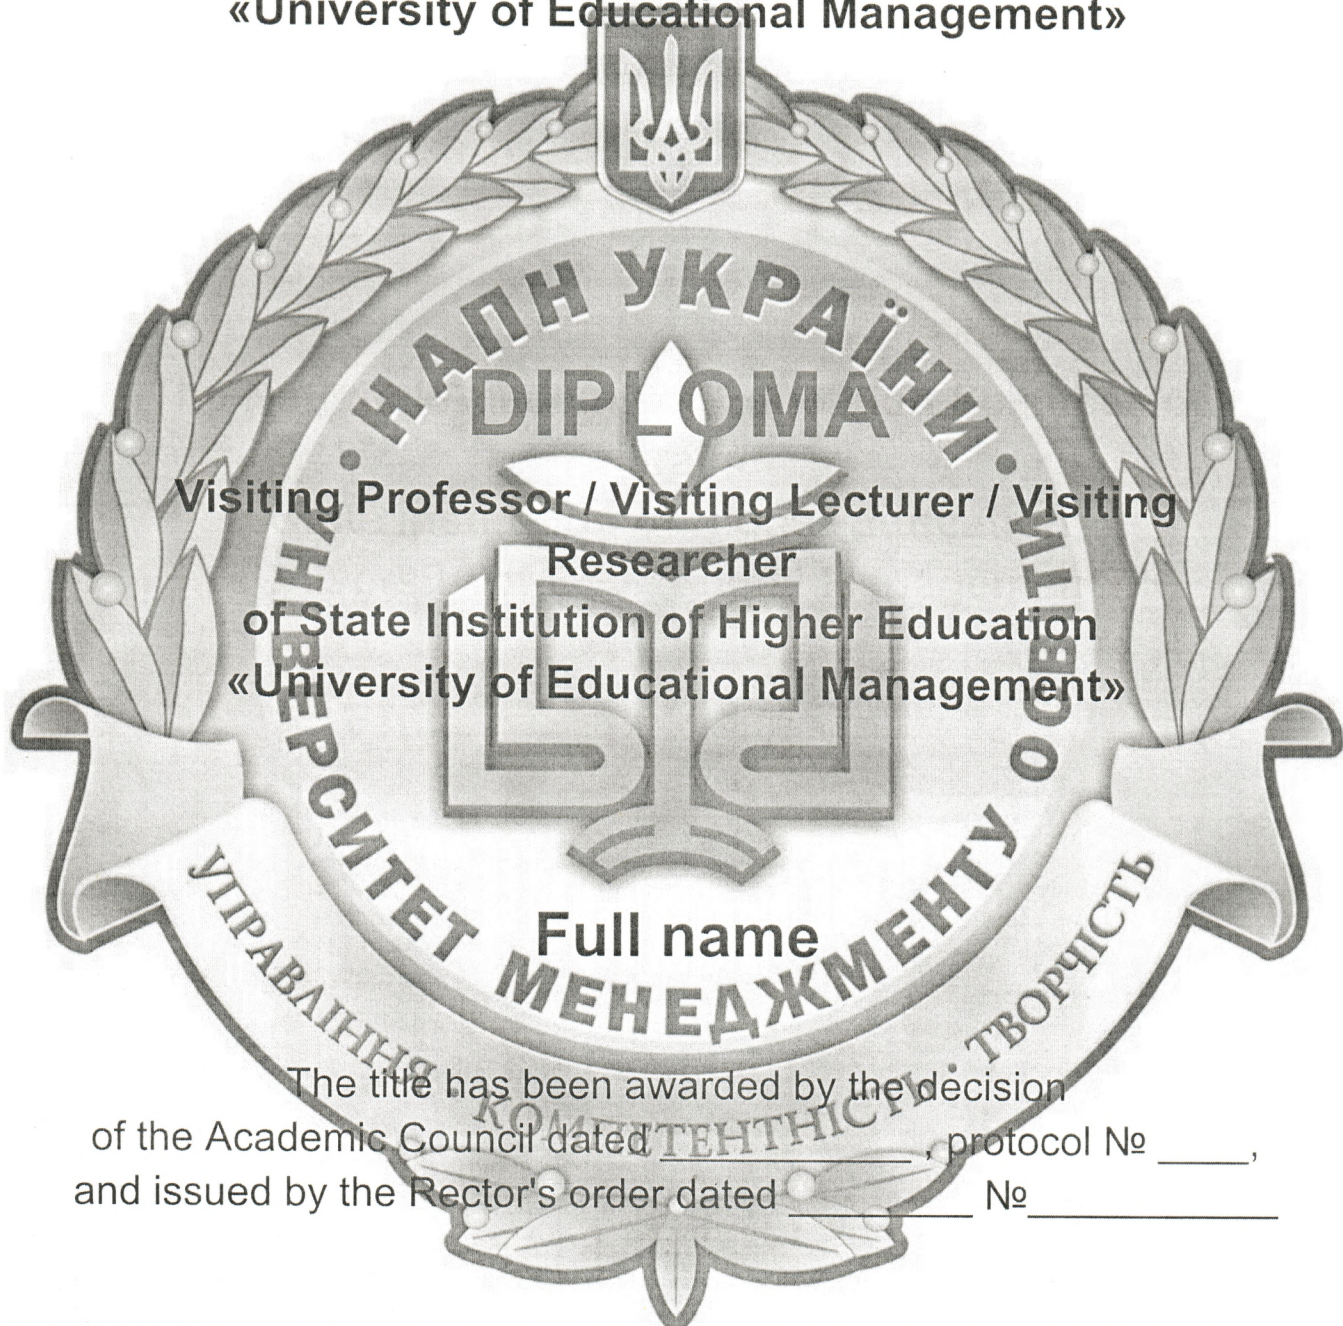 «University of Educational Management»
НАПН УКРАЇНИ
DIPLOMA
Visiting Professor / Visiting Lecturer / Visiting
Researcher
of State Institution of Higher Education
«University of Educational Management»
УНІВЕРСИТЕТ МЕНЕДЖМЕНТУ ОСВІТИ
Full name
УПРАВЛІННЯ • КОМПЕТЕНТНІСТЬ • ТВОРЧІСТЬ
The title has been awarded by the decision
of the Academic Council dated ___________, protocol № ____,
and issued by the Rector's order dated ________ №___________